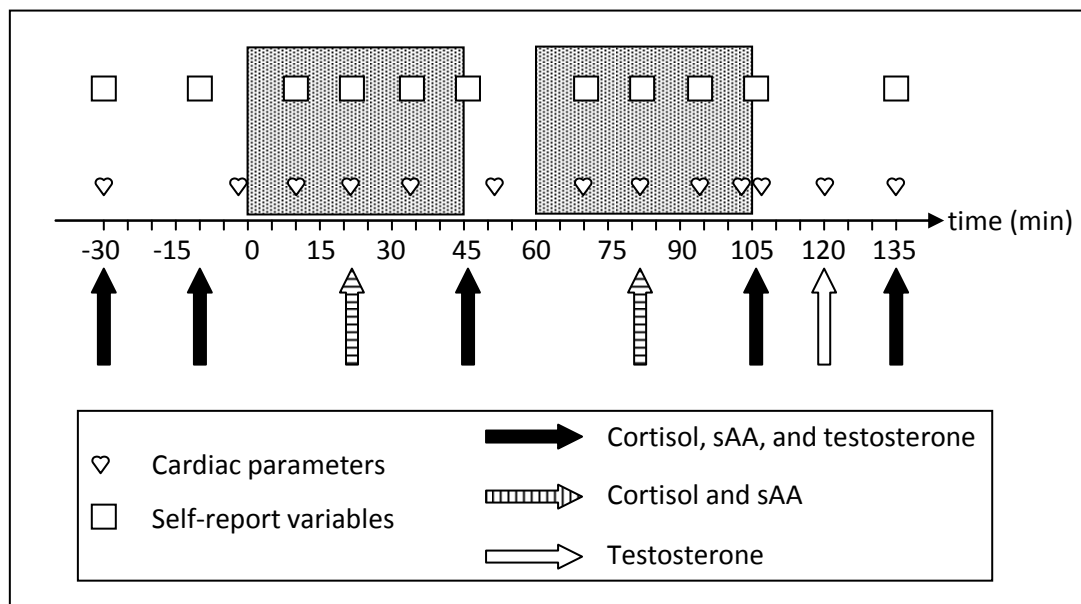 time (min)
-30 -15 0 15 30 45 60 75 90 105 120 135
Cardiac parameters
Self-report variables
Cortisol, sAA, and testosterone
Cortisol and sAA
Testosterone